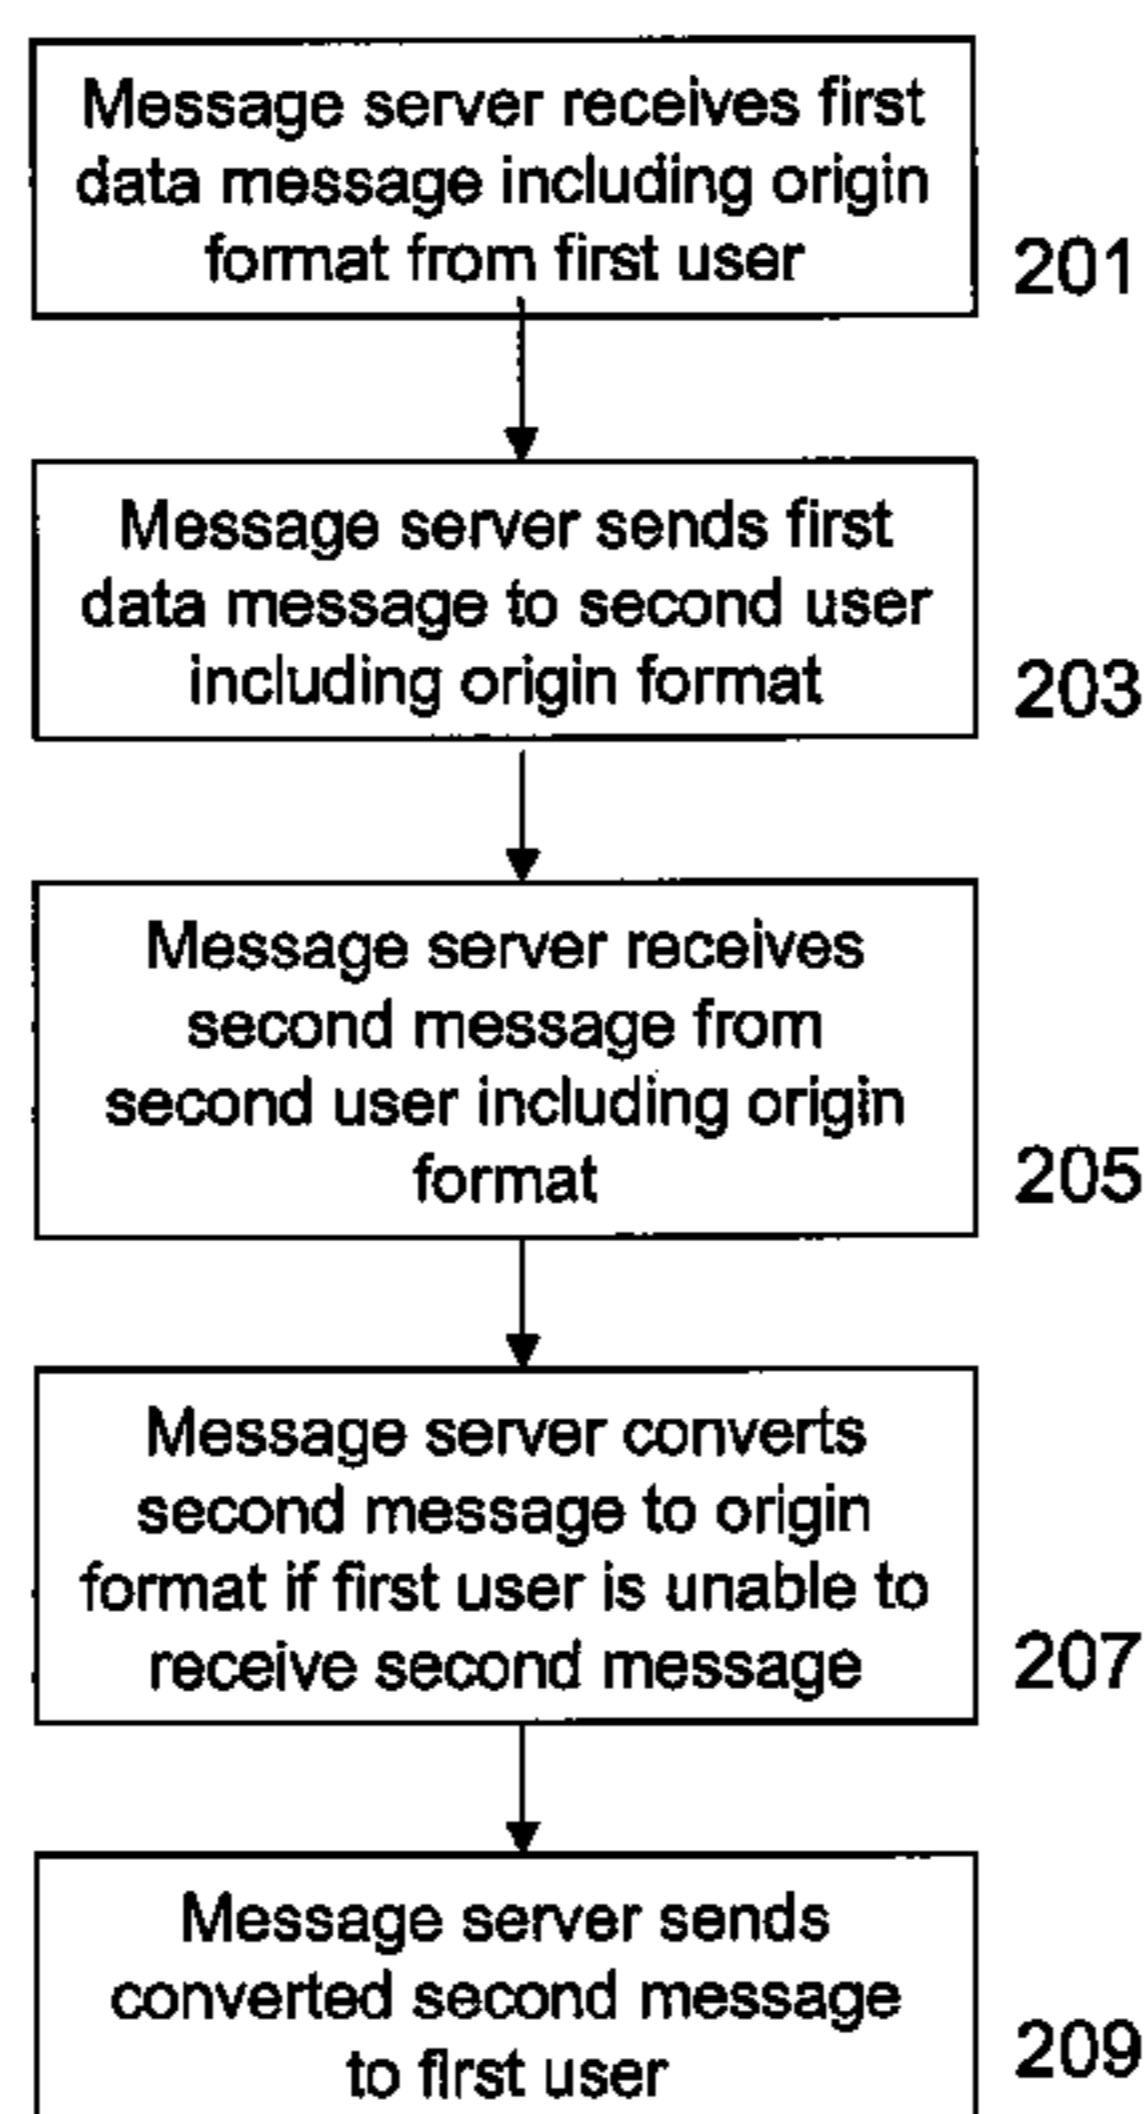 Message server receives first
data message including origin
format from first user
201
Message server sends first
data message to second user
including origin format
203
Message server receives
second message from
second user including origin
format
205
Message server converts
second message to origin
format if first user is unable to
receive second message
207
Message server sends
converted second message
to first user
209